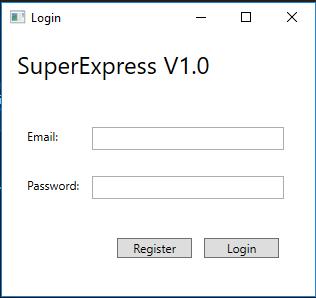 Login
SuperExpress V1.0
Email:
Password:
Register Login